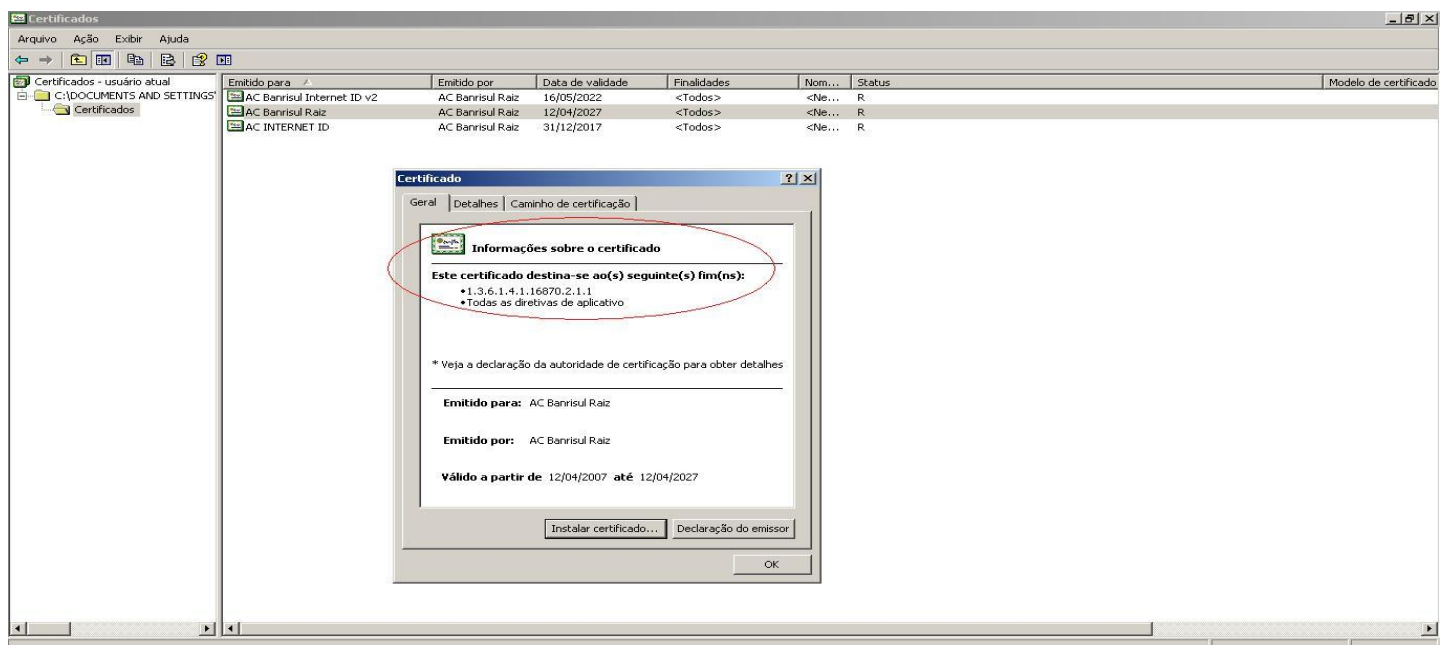 Certificados
Arquivo Ação Exibir Ajuda
Certificados - usuário atual
C:\DOCUMENTS AND SETTINGS
Certificados
Emitido para Emitido por Data de validade Finalidades Nom... Status Modelo de certificado
AC Banrisul Internet ID v2 AC Banrisul Raiz 16/05/2022 <Todos> <Ne... R
AC Banrisul Raiz AC Banrisul Raiz 12/04/2027 <Todos> <Ne... R
AC INTERNET ID AC Banrisul Raiz 31/12/2017 <Todos> <Ne... R
Certificado
Geral Detalhes Caminho de certificação
Informações sobre o certificado
Este certificado destina-se ao(s) seguinte(s) fim(ns):
•1.3.6.1.4.1.16870.2.1.1
•Todas as diretivas de aplicativo
* Veja a declaração da autoridade de certificação para obter detalhes
Emitido para: AC Banrisul Raiz
Emitido por: AC Banrisul Raiz
Válido a partir de 12/04/2007 até 12/04/2027
Instalar certificado... Declaração do emissor
OK